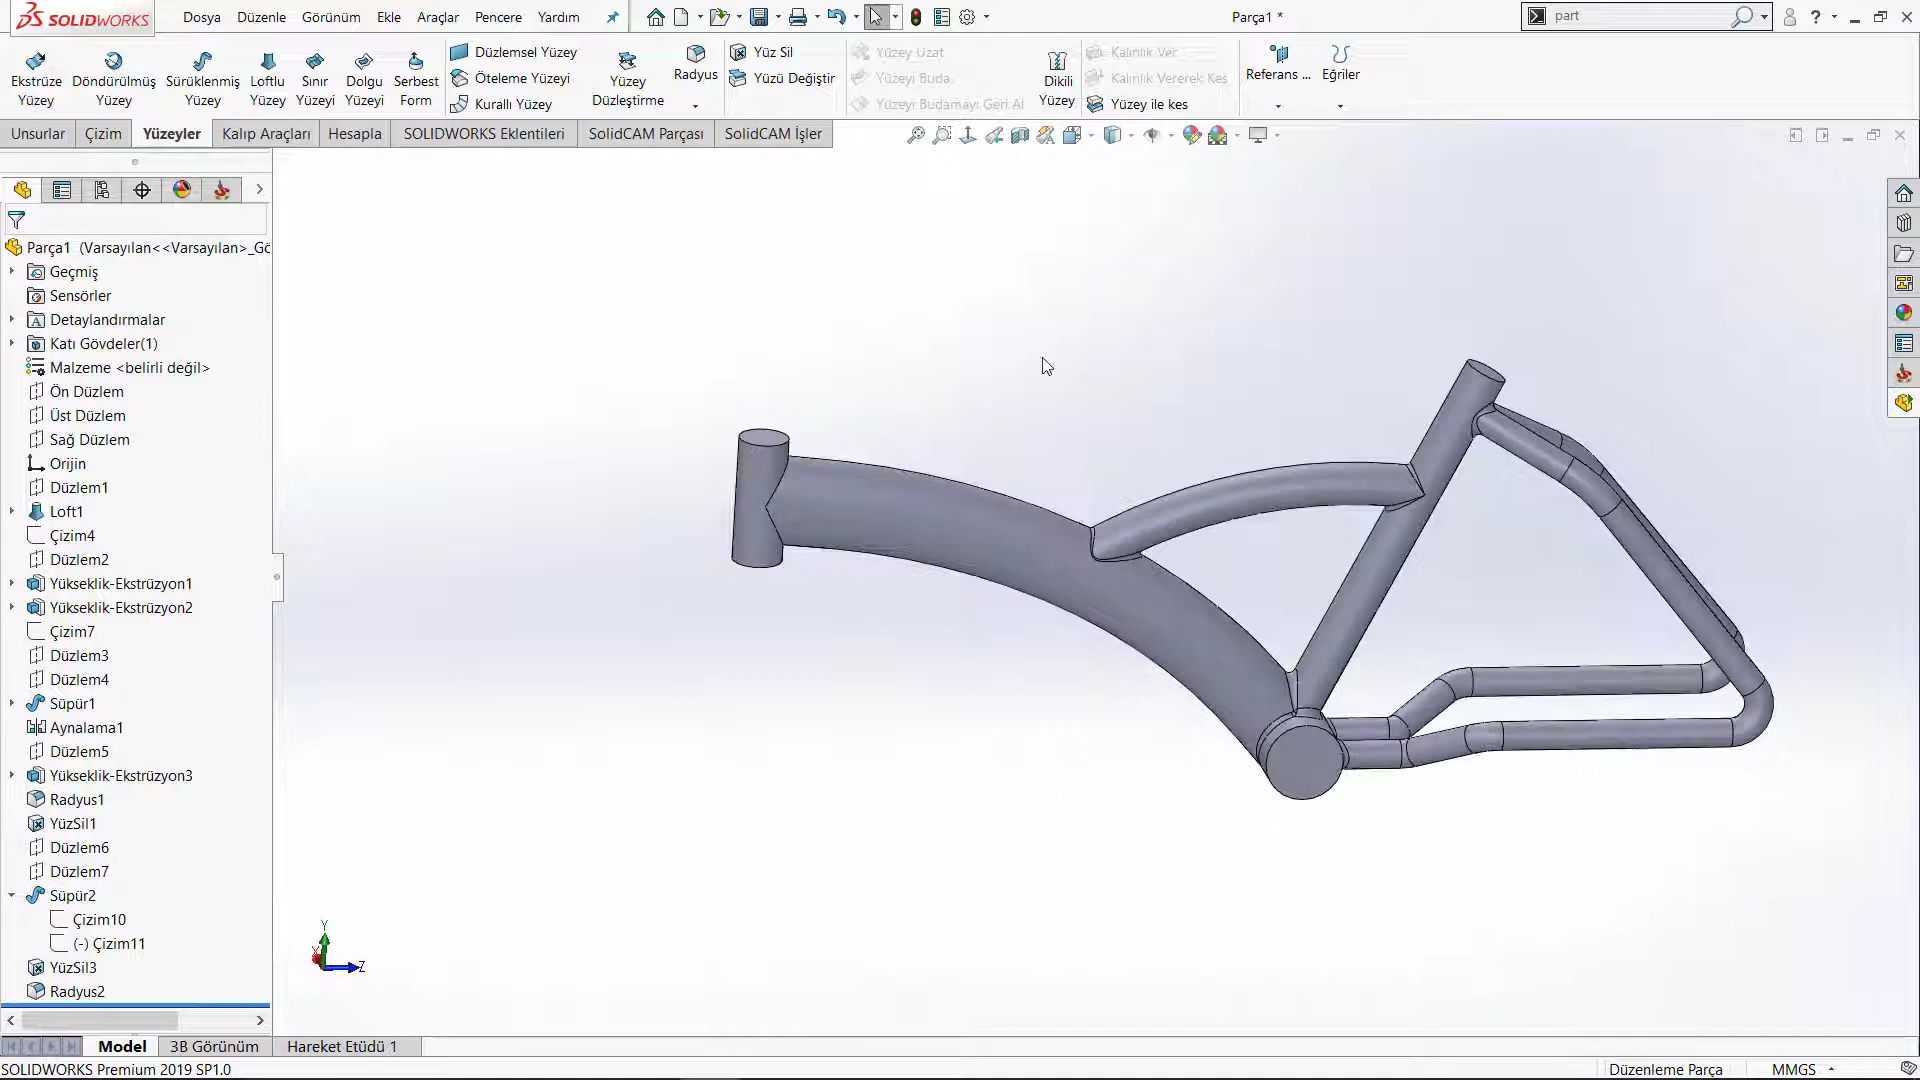 SOLIDWORKS
Dosya Düzenle Görünüm Ekle Araçlar Pencere Yardım
Parça1 *
part
Ekstrüze Yüzey
Döndürülmüş Yüzey
Sürüklenmiş Yüzey
Loftlu Yüzey
Sınır Yüzeyi
Dolgu Yüzeyi
Serbest Form
Düzlemsel Yüzey
Öteleme Yüzeyi
Kurallı Yüzey
Yüzey Düzleştirme
Radyus
Yüz Sil
Yüzü Değiştir
Yüzey Uzat
Yüzeyi Buda
Yüzeyi Budamayı Geri Al
Dikili Yüzey
Kalınlık Ver
Kalınlık Vererek Kes
Yüzey ile kes
Referans ...
Eğriler
Unsurlar Çizim Yüzeyler Kalıp Araçları Hesapla SOLIDWORKS Eklentileri SolidCAM Parçası SolidCAM İşler
Parça1 (Varsayılan<<Varsayılan>_Gö
Geçmiş
Sensörler
Detaylandırmalar
Katı Gövdeler(1)
Malzeme <belirli değil>
Ön Düzlem
Üst Düzlem
Sağ Düzlem
Orijin
Düzlem1
Loft1
Çizim4
Düzlem2
Yükseklik-Ekstrüzyon1
Yükseklik-Ekstrüzyon2
Çizim7
Düzlem3
Düzlem4
Süpür1
Aynalama1
Düzlem5
Yükseklik-Ekstrüzyon3
Radyus1
YüzSil1
Düzlem6
Düzlem7
Süpür2
Çizim10
(-) Çizim11
YüzSil3
Radyus2
Y
X
Z
Model 3B Görünüm Hareket Etüdü 1
SOLIDWORKS Premium 2019 SP1.0
Düzenleme Parça MMGS